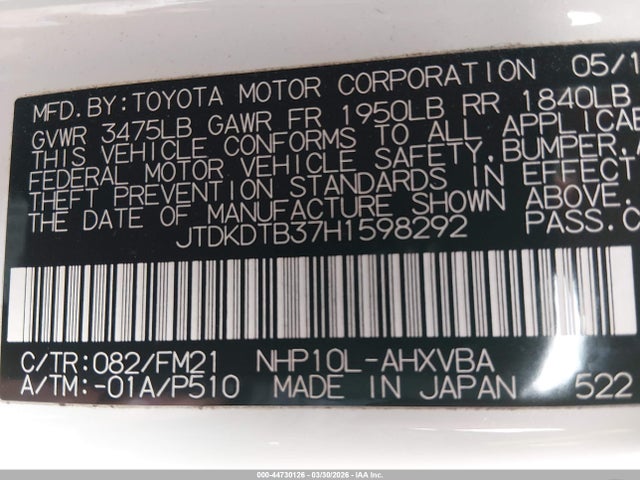 MFD.BY:TOYOTA MOTOR CORPORATION 05/1
GVWR 3475LB GAWR FR 1950LB RR 1840LB
THIS VEHICLE CONFORMS TO ALL APPLICAB
FEDERAL MOTOR VEHICLE SAFETY,BUMPER,A
THEFT PREVENTION STANDARDS IN EFFECT
THE DATE OF MANUFACTURE SHOWN ABOVE.
JTDKDTB37H1598292 PASS.C
C/TR:082/FM21 NHP10L-AHXVBA
A/TM:-01A/P510 MADE IN JAPAN 522
000-44730126 - 03/30/2026 - IAA Inc.